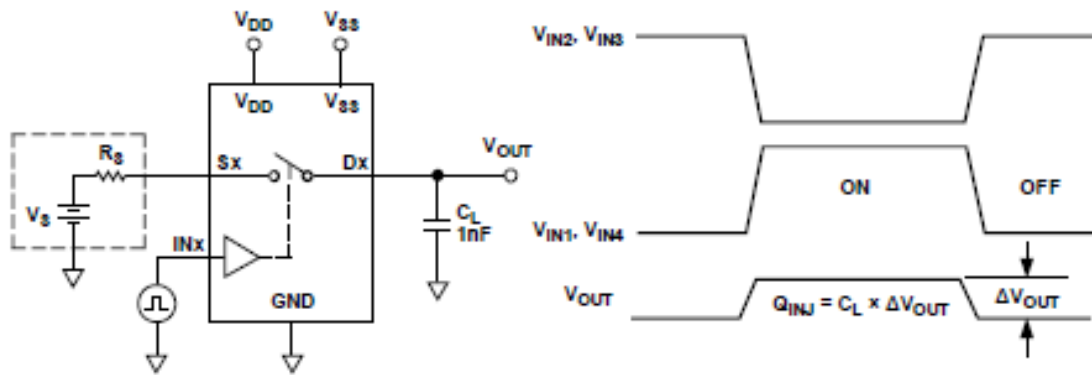 VDD
VSS
VDD
VSS
RS
VS
Sx
Dx
VOUT
CL
1nF
INx
GND
VIN2, VIN3
ON
OFF
VIN1, VIN4
VOUT
QINJ = CL × ΔVOUT
ΔVOUT